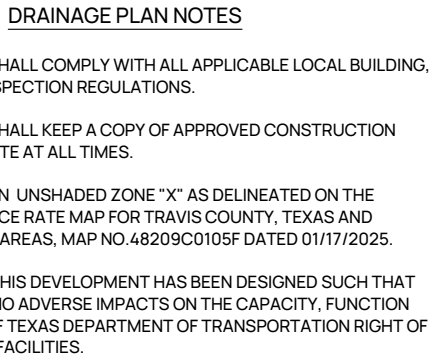 DRAINAGE PLAN NOTES
HALL COMPLY WITH ALL APPLICABLE LOCAL BUILDING,
SPECTION REGULATIONS.
HALL KEEP A COPY OF APPROVED CONSTRUCTION
TE AT ALL TIMES.
N UNSHADED ZONE "X" AS DELINEATED ON THE
CE RATE MAP FOR TRAVIS COUNTY, TEXAS AND
AREAS, MAP NO.48209C0105F DATED 01/17/2025.
HIS DEVELOPMENT HAS BEEN DESIGNED SUCH THAT
NO ADVERSE IMPACTS ON THE CAPACITY, FUNCTION
F TEXAS DEPARTMENT OF TRANSPORTATION RIGHT OF
FACILITIES.